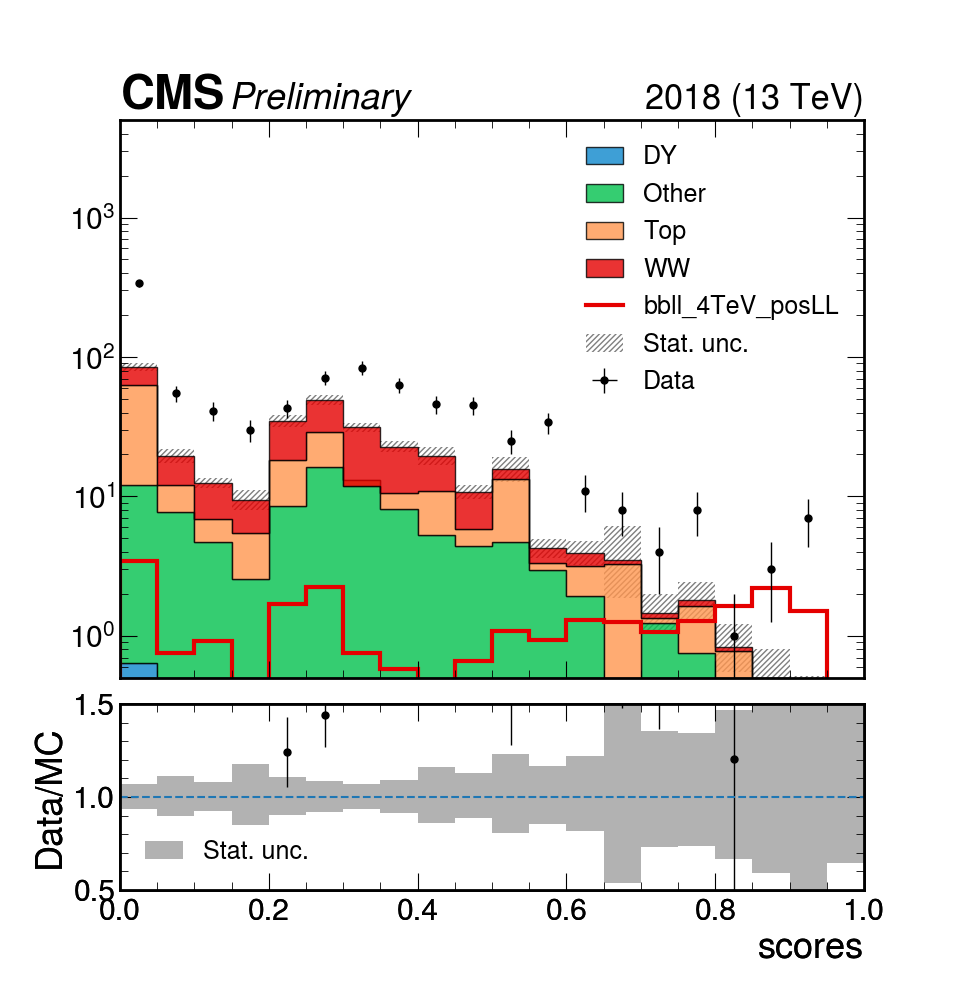 CMS Preliminary 2018 (13 TeV)
DY
Other
Top
WW
bbll_4TeV_posLL
Stat. unc.
Data
10³
10²
10¹
10⁰
1.5
1.0
0.5
Data/MC
Stat. unc.
0.0 0.2 0.4 0.6 0.8 1.0
scores